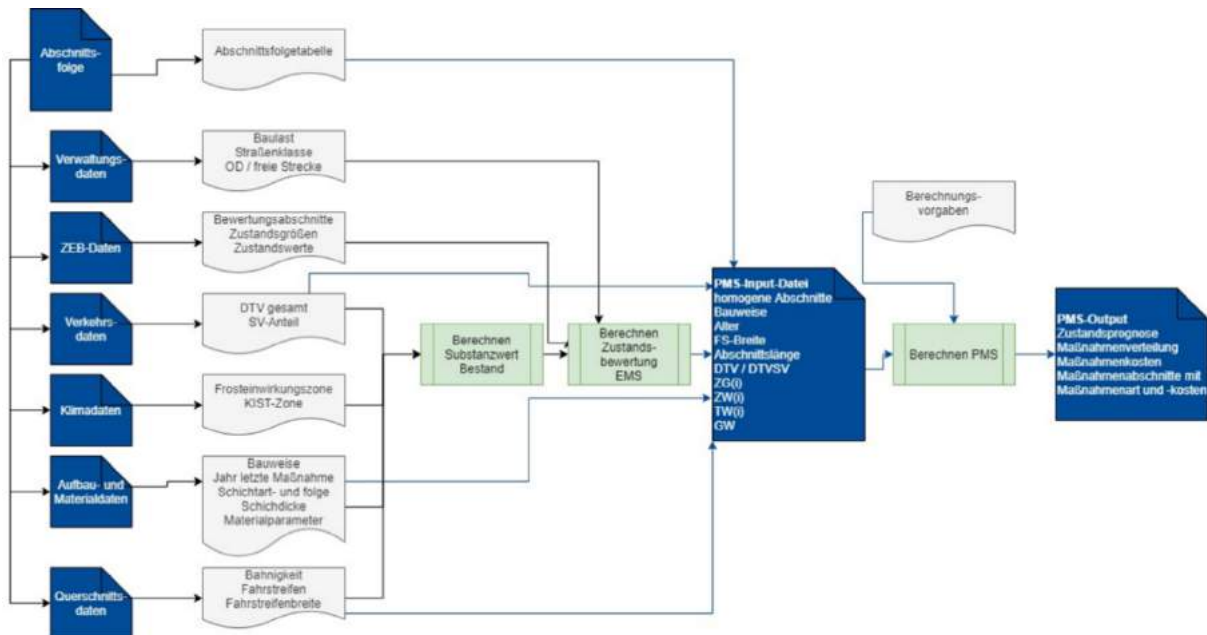 Abschnitts-
folge
Abschnittsfolgetabelle
Verwaltungs-
daten
Baulast
Straßenklasse
OD / freie Strecke
ZEB-Daten
Bewertungsabschnitte
Zustandsgrößen
Zustandswerte
Verkehrs-
daten
DTV gesamt
SV-Anteil
Klimadaten
Frosteinwirkungszone
KIST-Zone
Aufbau- und
Materialdaten
Bauweise
Jahr letzte Maßnahme
Schichtart- und folge
Schichdicke
Materialparameter
Querschnitts-
daten
Bahnigkeit
Fahrstreifen
Fahrstreifenbreite
Berechnen
Substanzwert
Bestand
Berechnen
Zustands-
bewertung
EMS
PMS-Input-Datei
homogene Abschnitte
Bauweise
Alter
FS-Breite
Abschnittslänge
DTV / DTVSV
ZG(i)
ZW(i)
TW(i)
GW
Berechnungs-
vorgaben
Berechnen PMS
PMS-Output
Zustandsprognose
Maßnahmenverteilung
Maßnahmenkosten
Maßnahmenabschnitte mit
Maßnahmenart und -kosten